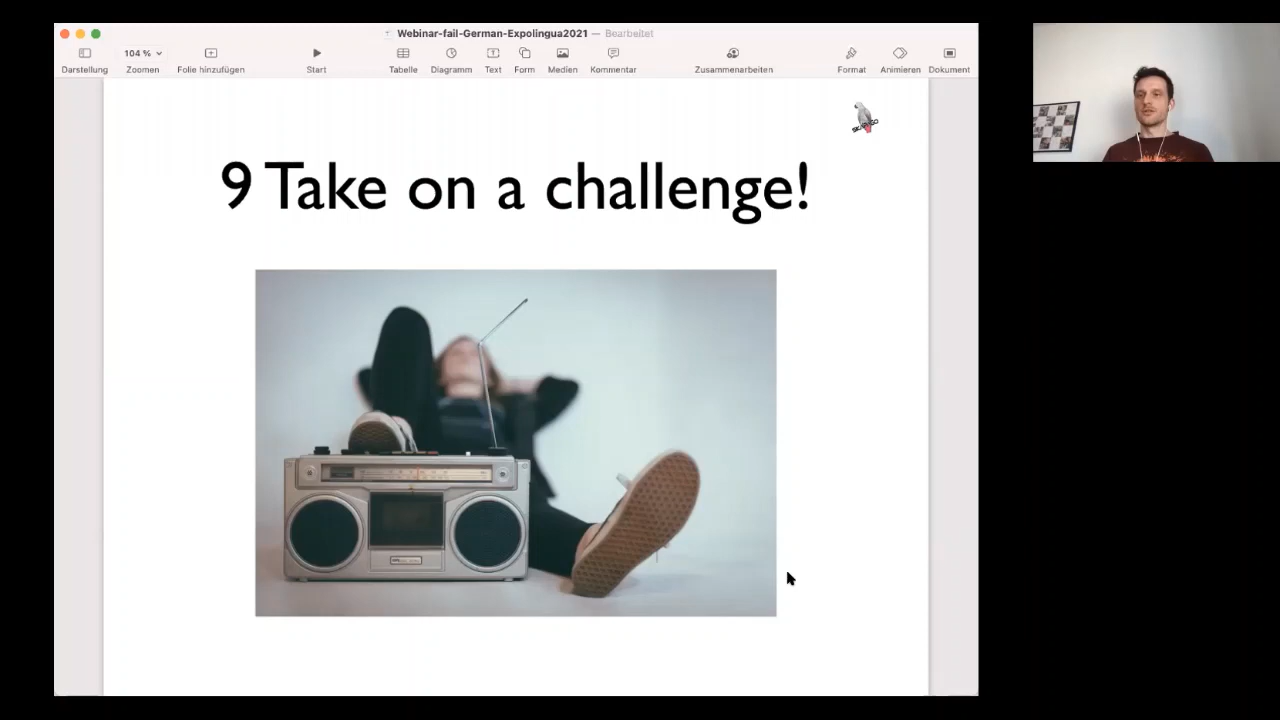 Webinar-fail-German-Expolingua2021 — Bearbeitet
104 %
Darstellung Zoomen Folie hinzufügen Start Tabelle Diagramm Text Form Medien Kommentar Zusammenarbeiten Format Animieren Dokument
9 Take on a challenge!